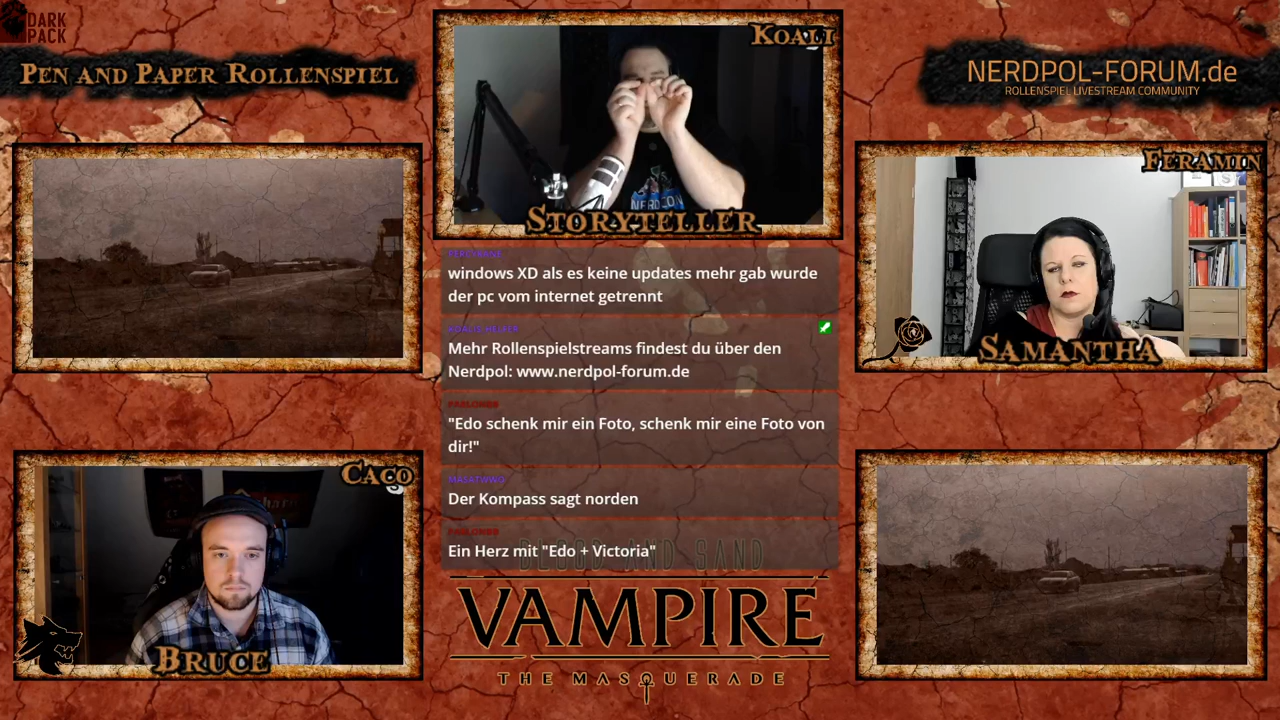 DARK
PACK
PEN AND PAPER ROLLENSPIEL
KOALI
NERDPOL-FORUM.de
ROLLENSPIEL LIVESTREAM COMMUNITY
FERAMIN
NERDCON
STORYTELLER
windows XD als es keine updates mehr gab wurde
der pc vom internet getrennt
KOALIS_HELFER
Mehr Rollenspielstreams findest du über den
Nerdpol: www.nerdpol-forum.de
SAMANTHA
"Edo schenk mir ein Foto, schenk mir eine Foto von
dir!"
CACO
Der Kompass sagt norden
Ein Herz mit "Edo + Victoria"
BLOOD AND SAND
VAMPIRE
THE MASQUERADE
BRUCE